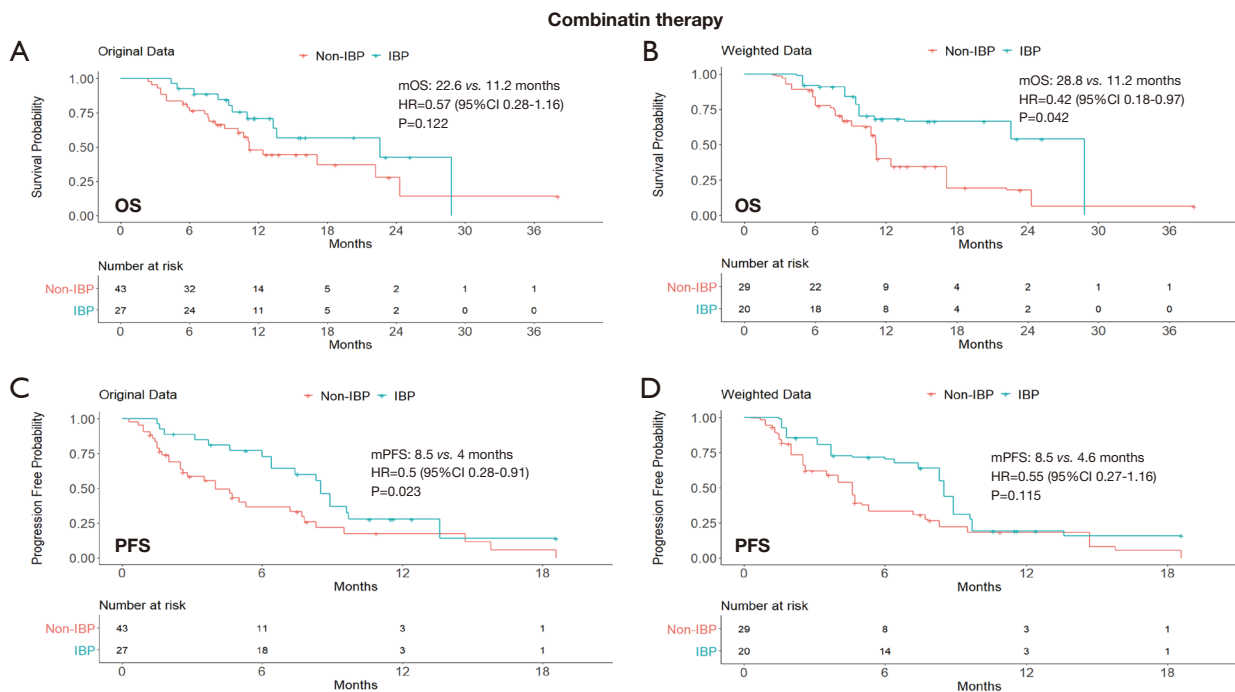 Combinatin therapy
A
Original Data
Non-IBP IBP
Survival Probability
1.00
0.75
0.50
0.25
0.00
mOS: 22.6 vs. 11.2 months
HR=0.57 (95%CI 0.28-1.16)
P=0.122
OS
0 6 12 18 24 30 36
Months
Number at risk
Non-IBP 43 32 14 5 2 1 1
IBP 27 24 11 5 2 0 0
0 6 12 18 24 30 36
Months
B
Weighted Data
Non-IBP IBP
Survival Probability
1.00
0.75
0.50
0.25
0.00
mOS: 28.8 vs. 11.2 months
HR=0.42 (95%CI 0.18-0.97)
P=0.042
OS
0 6 12 18 24 30 36
Months
Number at risk
Non-IBP 29 22 9 4 2 1 1
IBP 20 18 8 4 2 0 0
0 6 12 18 24 30 36
Months
C
Original Data
Non-IBP IBP
Progression Free Probability
1.00
0.75
0.50
0.25
0.00
mPFS: 8.5 vs. 4 months
HR=0.5 (95%CI 0.28-0.91)
P=0.023
PFS
0 6 12 18
Months
Number at risk
Non-IBP 43 11 3 1
IBP 27 18 3 1
0 6 12 18
Months
D
Weighted Data
Non-IBP IBP
Progression Free Probability
1.00
0.75
0.50
0.25
0.00
mPFS: 8.5 vs. 4.6 months
HR=0.55 (95%CI 0.27-1.16)
P=0.115
PFS
0 6 12 18
Months
Number at risk
Non-IBP 29 8 3 1
IBP 20 14 3 1
0 6 12 18
Months